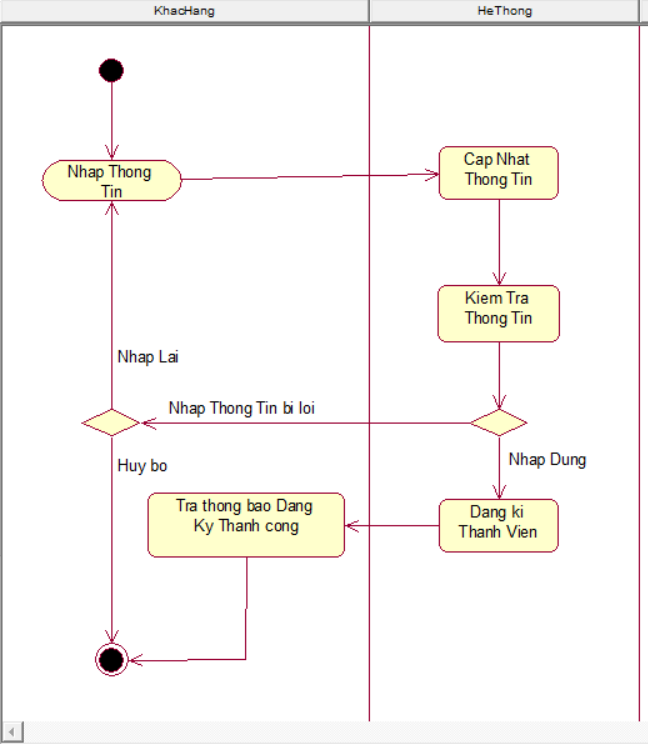 KhacHang
HeThong
Nhap Thong
Tin
Cap Nhat
Thong Tin
Kiem Tra
Thong Tin
Nhap Lai
Nhap Thong Tin bi loi
Huy bo
Nhap Dung
Tra thong bao Dang
Ky Thanh cong
Dang ki
Thanh Vien